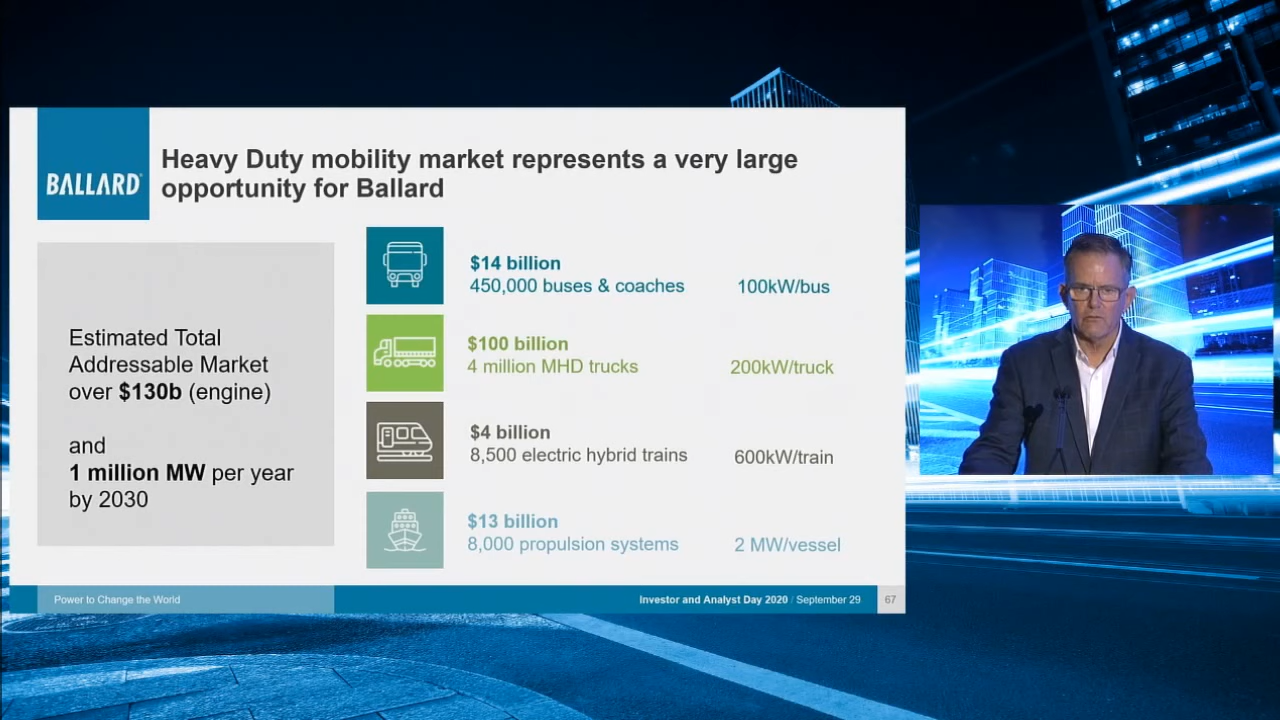 BALLARD
Heavy Duty mobility market represents a very large
opportunity for Ballard
Estimated Total
Addressable Market
over $130b (engine)
and
1 million MW per year
by 2030
$14 billion
450,000 buses & coaches 100kW/bus
$100 billion
4 million MHD trucks 200kW/truck
$4 billion
8,500 electric hybrid trains 600kW/train
$13 billion
8,000 propulsion systems 2 MW/vessel
Power to Change the World
Investor and Analyst Day 2020 / September 29 67